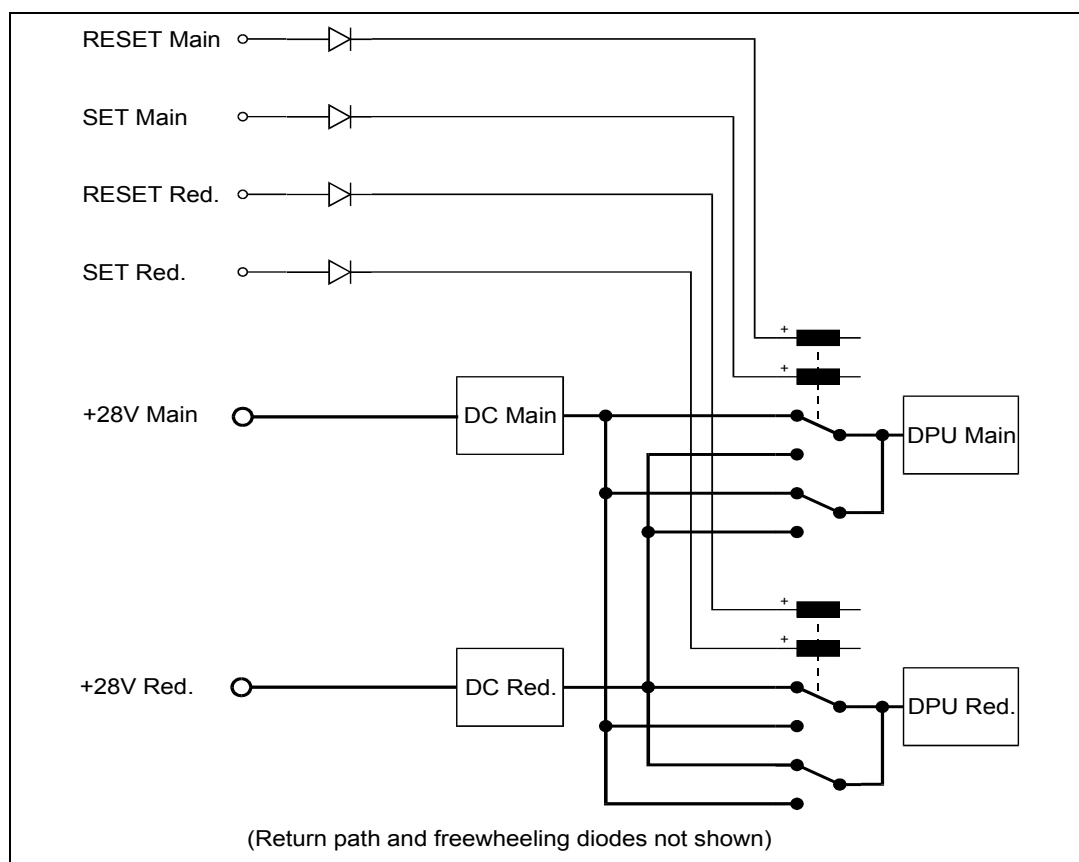 RESET Main
SET Main
RESET Red.
SET Red.
+
+
+28V Main
DC Main
DPU Main
+
+
+28V Red.
DC Red.
DPU Red.
(Return path and freewheeling diodes not shown)